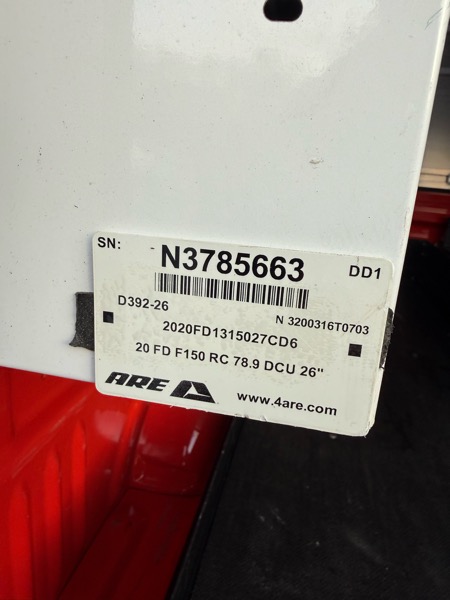 SN: N3785663 DD1
D392-26 N 3200316T0703
2020FD1315027CD6
20 FD F150 RC 78.9 DCU 26"
ARE www.4are.com